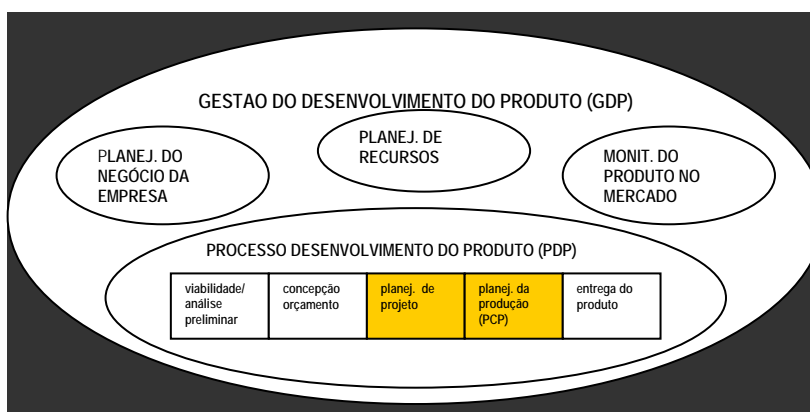 GESTAO DO DESENVOLVIMENTO DO PRODUTO (GDP)
PLANEJ. DO
NEGÓCIO DA
EMPRESA
PLANEJ. DE
RECURSOS
MONIT. DO
PRODUTO NO
MERCADO
PROCESSO DESENVOLVIMENTO DO PRODUTO (PDP)
viabilidade/
análise
preliminar
concepção
orçamento
planej. de
projeto
planej. da
produção
(PCP)
entrega do
produto